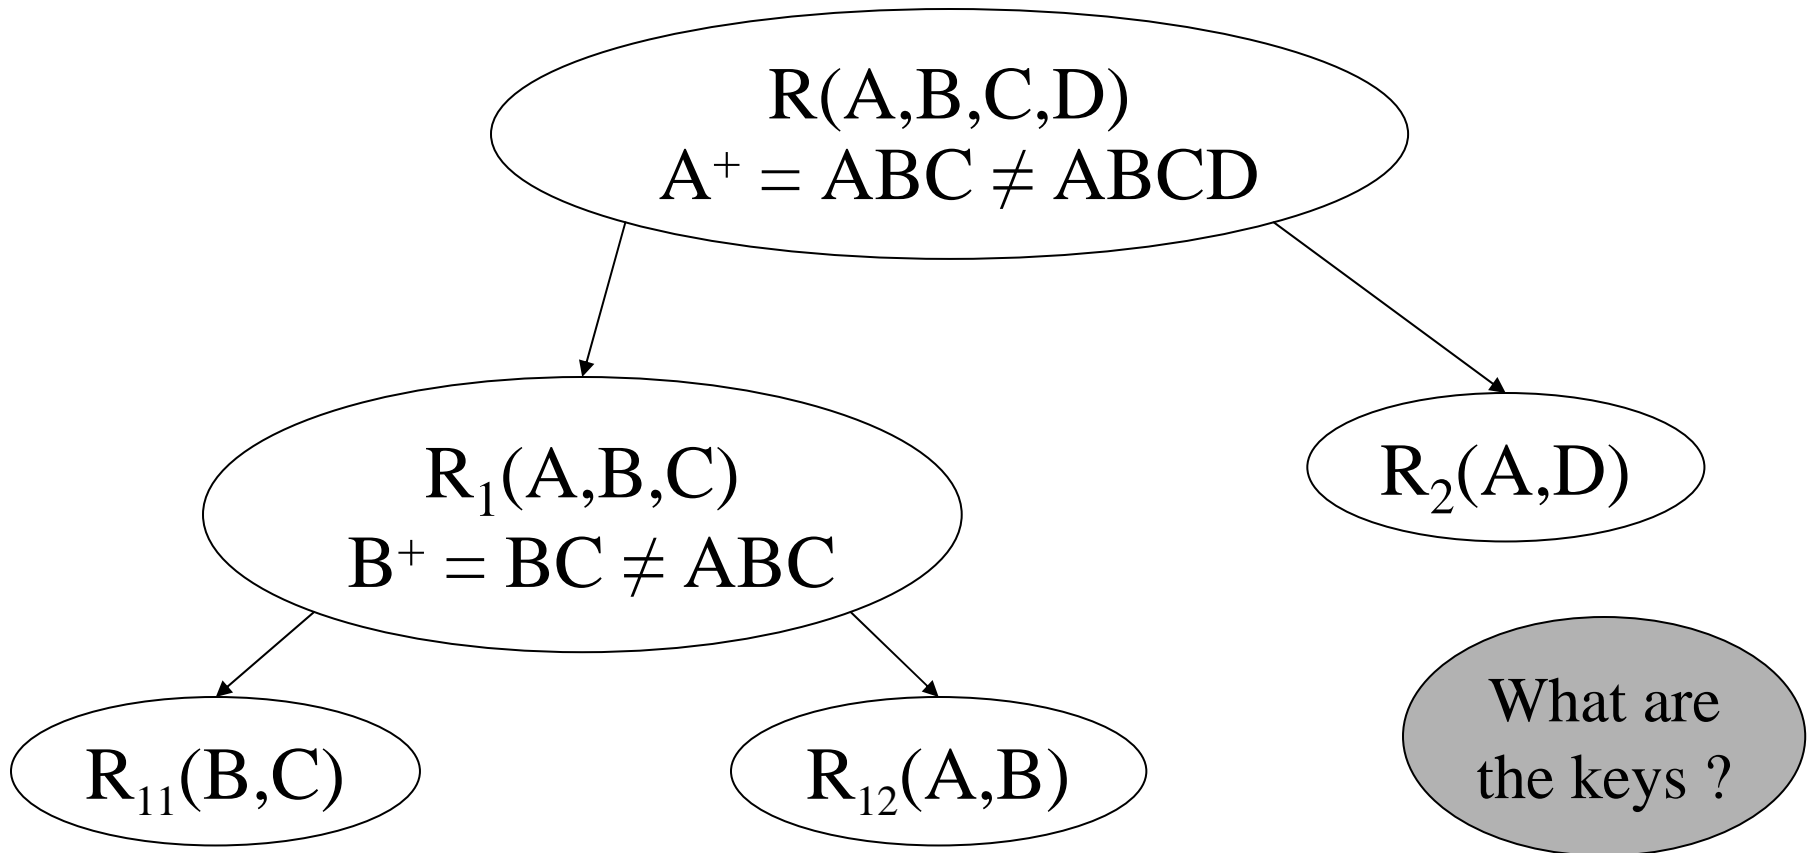 R(A,B,C,D)
A⁺ = ABC ≠ ABCD
R₁(A,B,C)
B⁺ = BC ≠ ABC
R₂(A,D)
R₁₁(B,C)
R₁₂(A,B)
What are
the keys ?